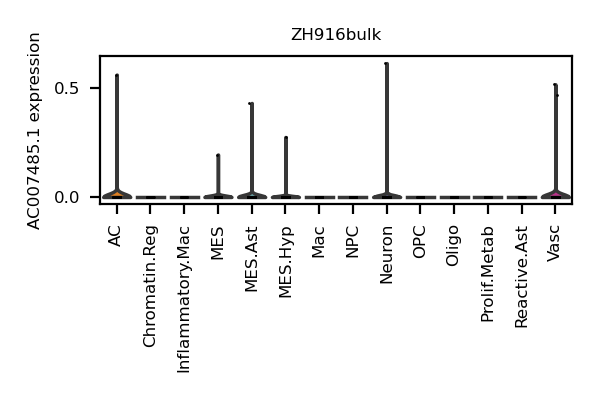 ZH916bulk
AC007485.1 expression
0.5
0.0
AC
Chromatin.Reg
Inflammatory.Mac
MES
MES.Ast
MES.Hyp
Mac
NPC
Neuron
OPC
Oligo
Prolif.Metab
Reactive.Ast
Vasc